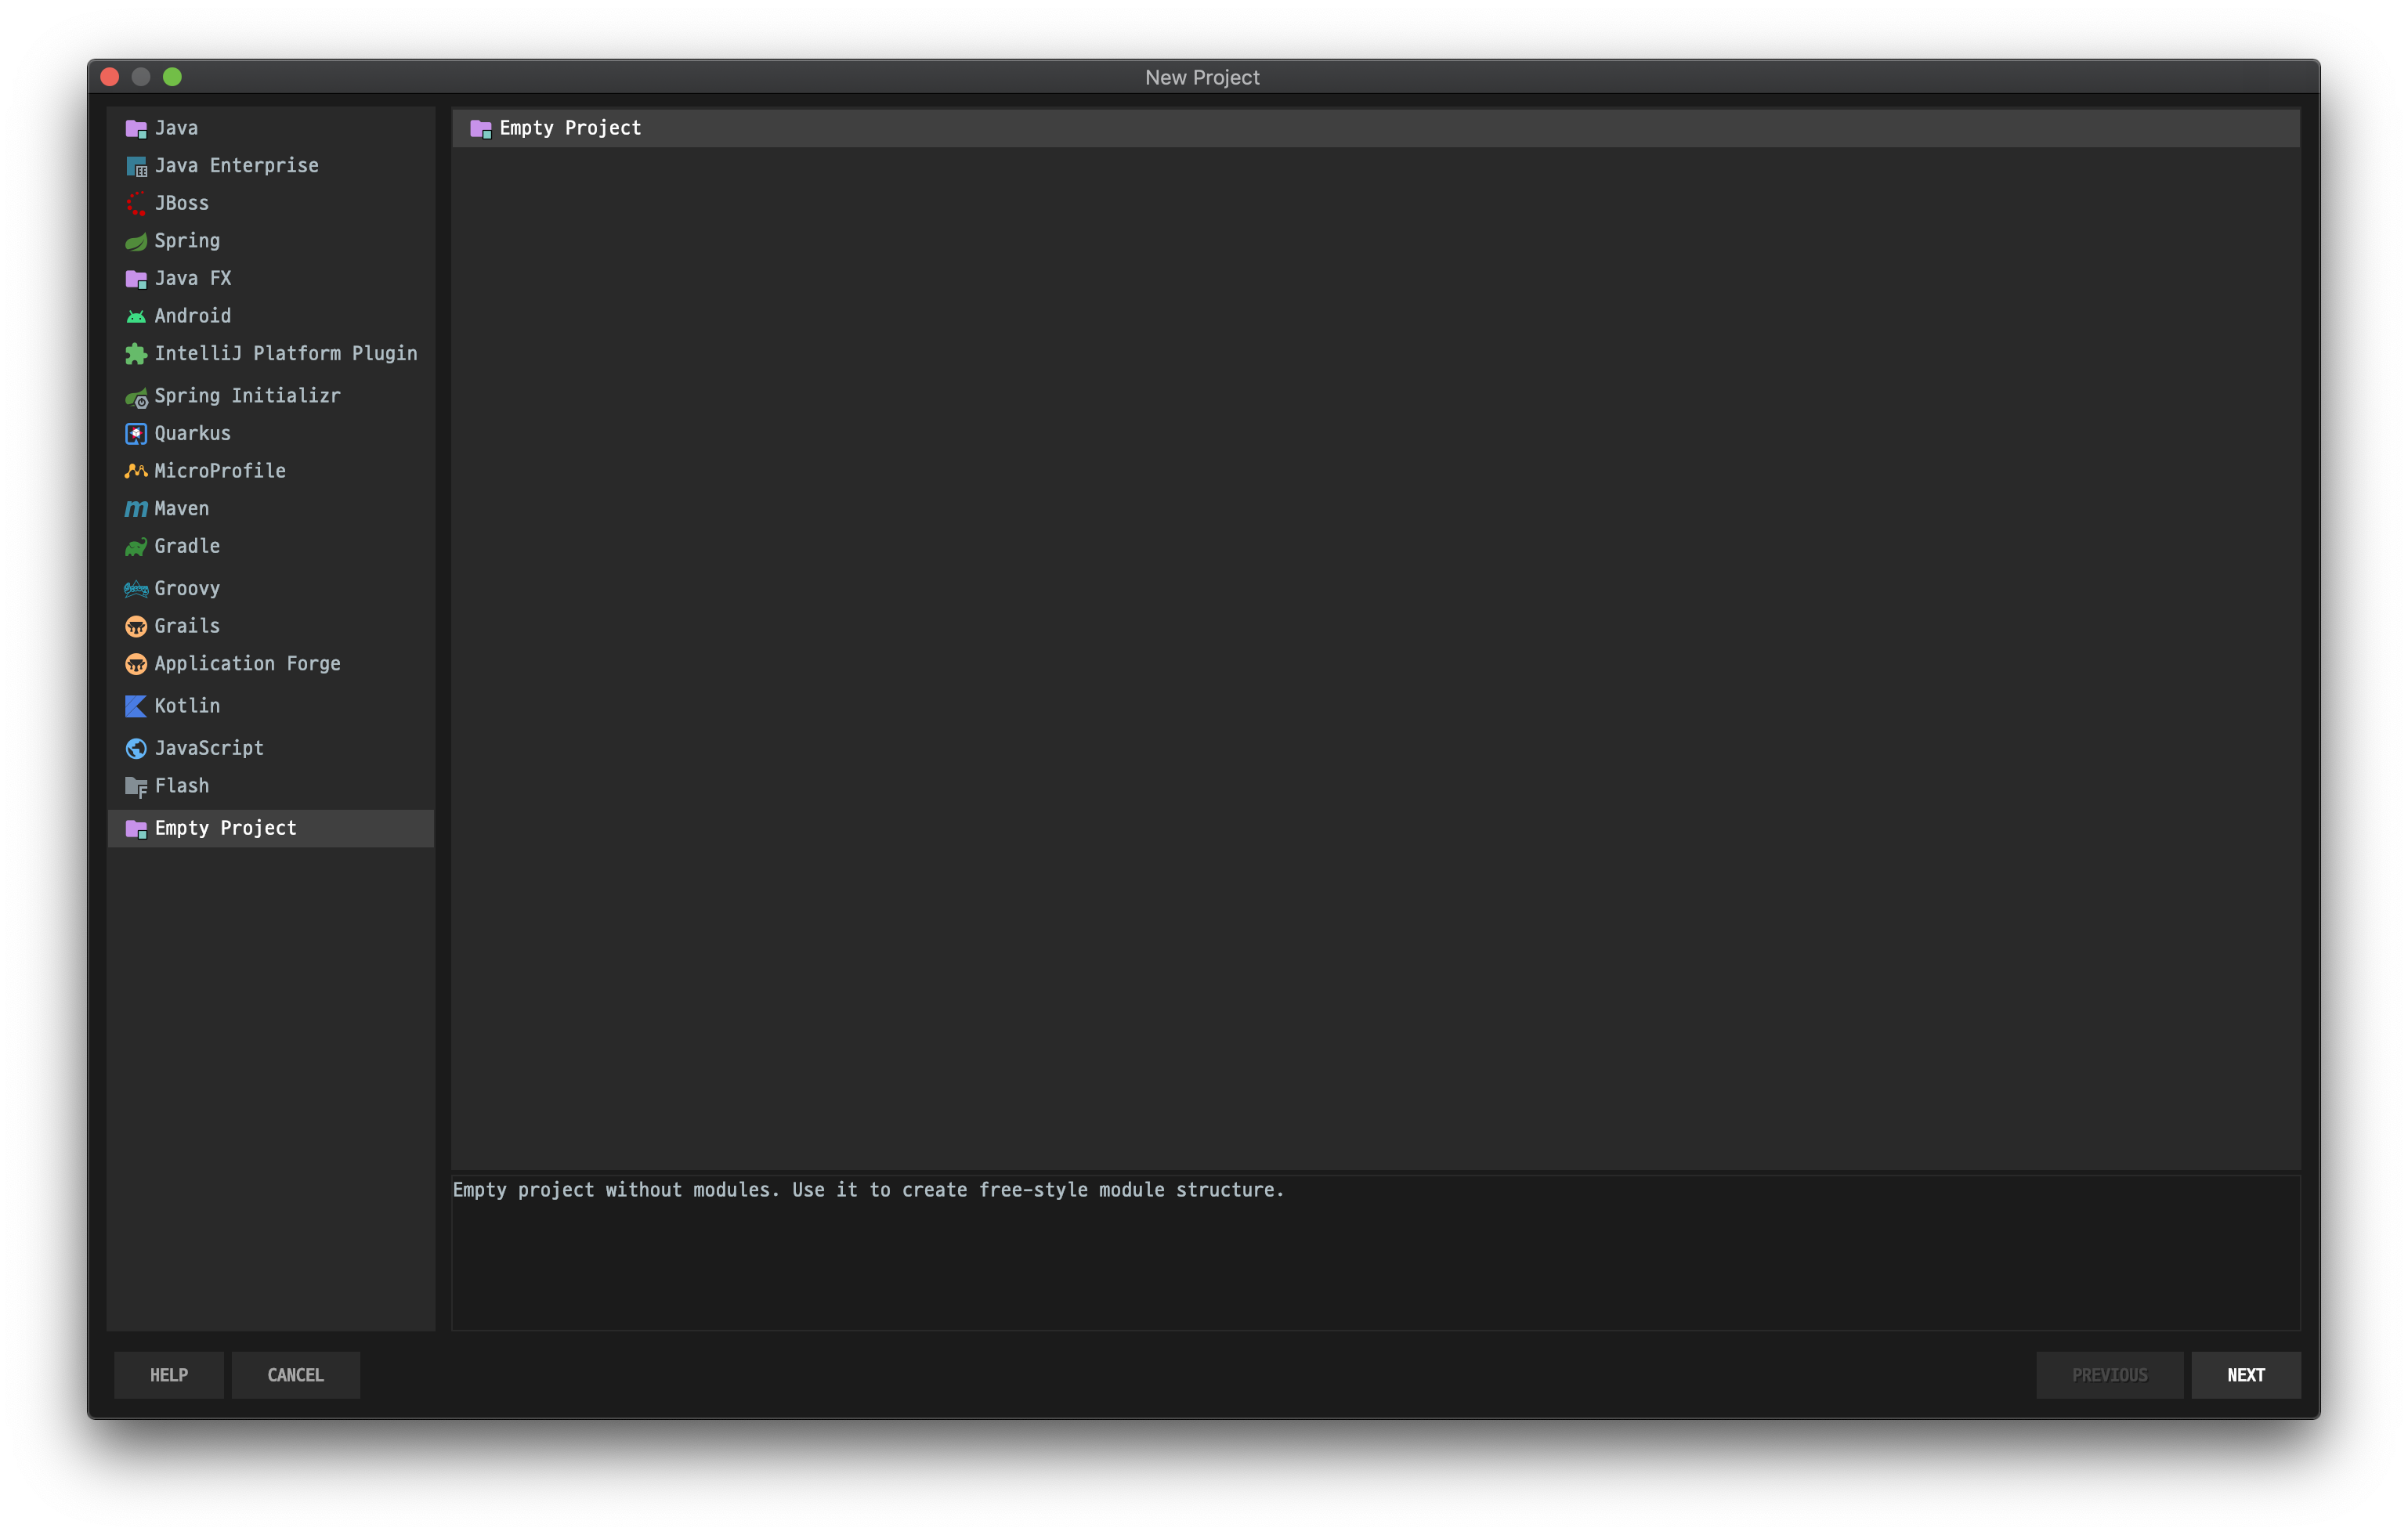 New Project
Java
Java Enterprise
JBoss
Spring
Java FX
Android
IntelliJ Platform Plugin
Spring Initializr
Quarkus
MicroProfile
Maven
Gradle
Groovy
Grails
Application Forge
Kotlin
JavaScript
Flash
Empty Project
Empty Project
Empty project without modules. Use it to create free-style module structure.
HELP
CANCEL
PREVIOUS
NEXT